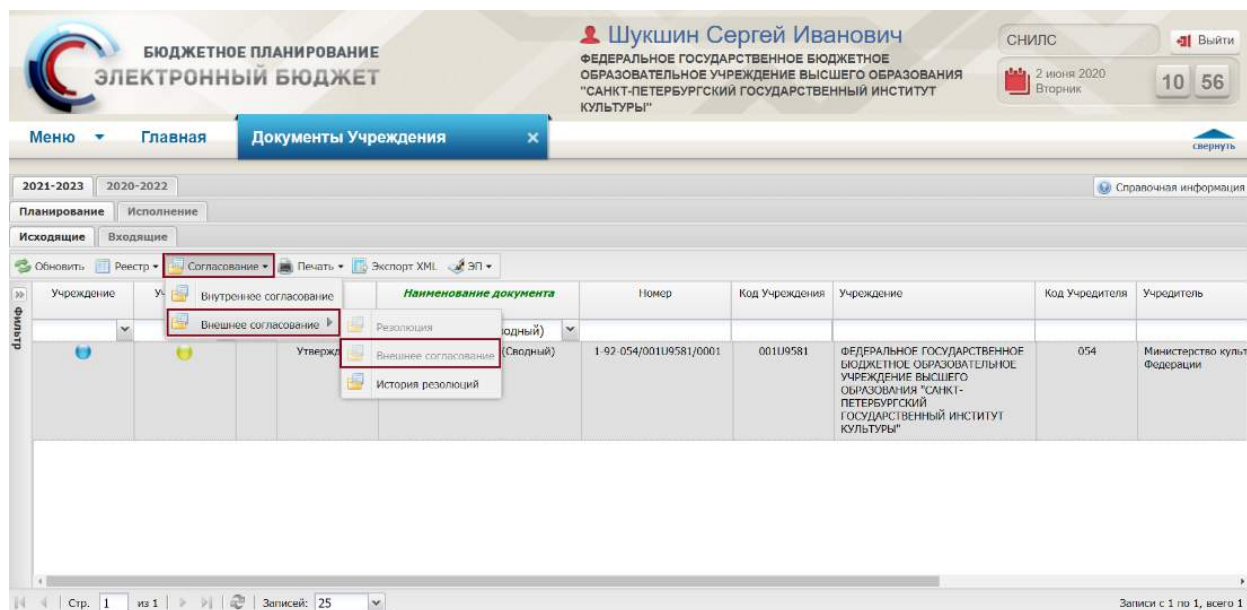 БЮДЖЕТНОЕ ПЛАНИРОВАНИЕ
ЭЛЕКТРОННЫЙ БЮДЖЕТ
Шукшин Сергей Иванович
ФЕДЕРАЛЬНОЕ ГОСУДАРСТВЕННОЕ БЮДЖЕТНОЕ
ОБРАЗОВАТЕЛЬНОЕ УЧРЕЖДЕНИЕ ВЫСШЕГО ОБРАЗОВАНИЯ
"САНКТ-ПЕТЕРБУРГСКИЙ ГОСУДАРСТВЕННЫЙ ИНСТИТУТ
КУЛЬТУРЫ"
СНИЛС Выйти
2 июня 2020
Вторник
10 56
Меню Главная Документы Учреждения
свернуть
2021-2023 2020-2022 Справочная информация
Планирование Исполнение
Исходящие Входящие
Обновить Реестр Согласование Печать Экспорт XML ЭП
Фильтр
Учреждение Уч Наименование документа Номер Код Учреждения Учреждение Код Учредителя Учредитель
Внутреннее согласование
Внешнее согласование
Резолюция
Внешнее согласование
История резолюций
одный)
Утвержд (Сводный) 1-92-054/001U9581/0001 001U9581 054
ФЕДЕРАЛЬНОЕ ГОСУДАРСТВЕННОЕ
БЮДЖЕТНОЕ ОБРАЗОВАТЕЛЬНОЕ
УЧРЕЖДЕНИЕ ВЫСШЕГО
ОБРАЗОВАНИЯ "САНКТ-
ПЕТЕРБУРГСКИЙ
ГОСУДАРСТВЕННЫЙ ИНСТИТУТ
КУЛЬТУРЫ"
Министерство культ
Федерации
Стр. 1 из 1 Записей: 25 Записи с 1 по 1, всего 1